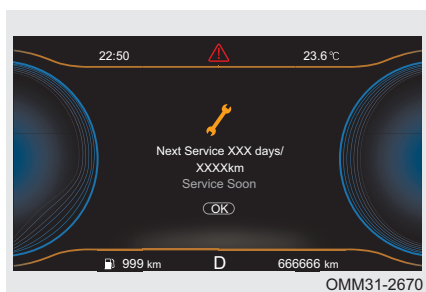 22:50 23.6 ℃
Next Service XXX days/
XXXXkm
Service Soon
OK
999 km D 666666 km
OMM31-2670